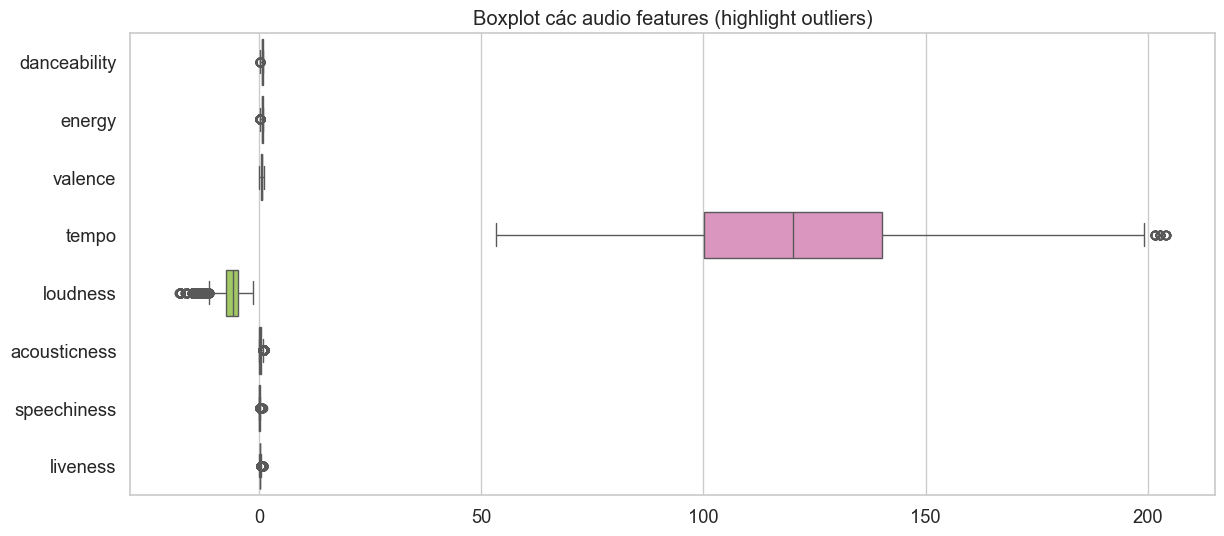 Boxplot các audio features (highlight outliers)
danceability
energy
valence
tempo
loudness
acousticness
speechiness
liveness
0 50 100 150 200